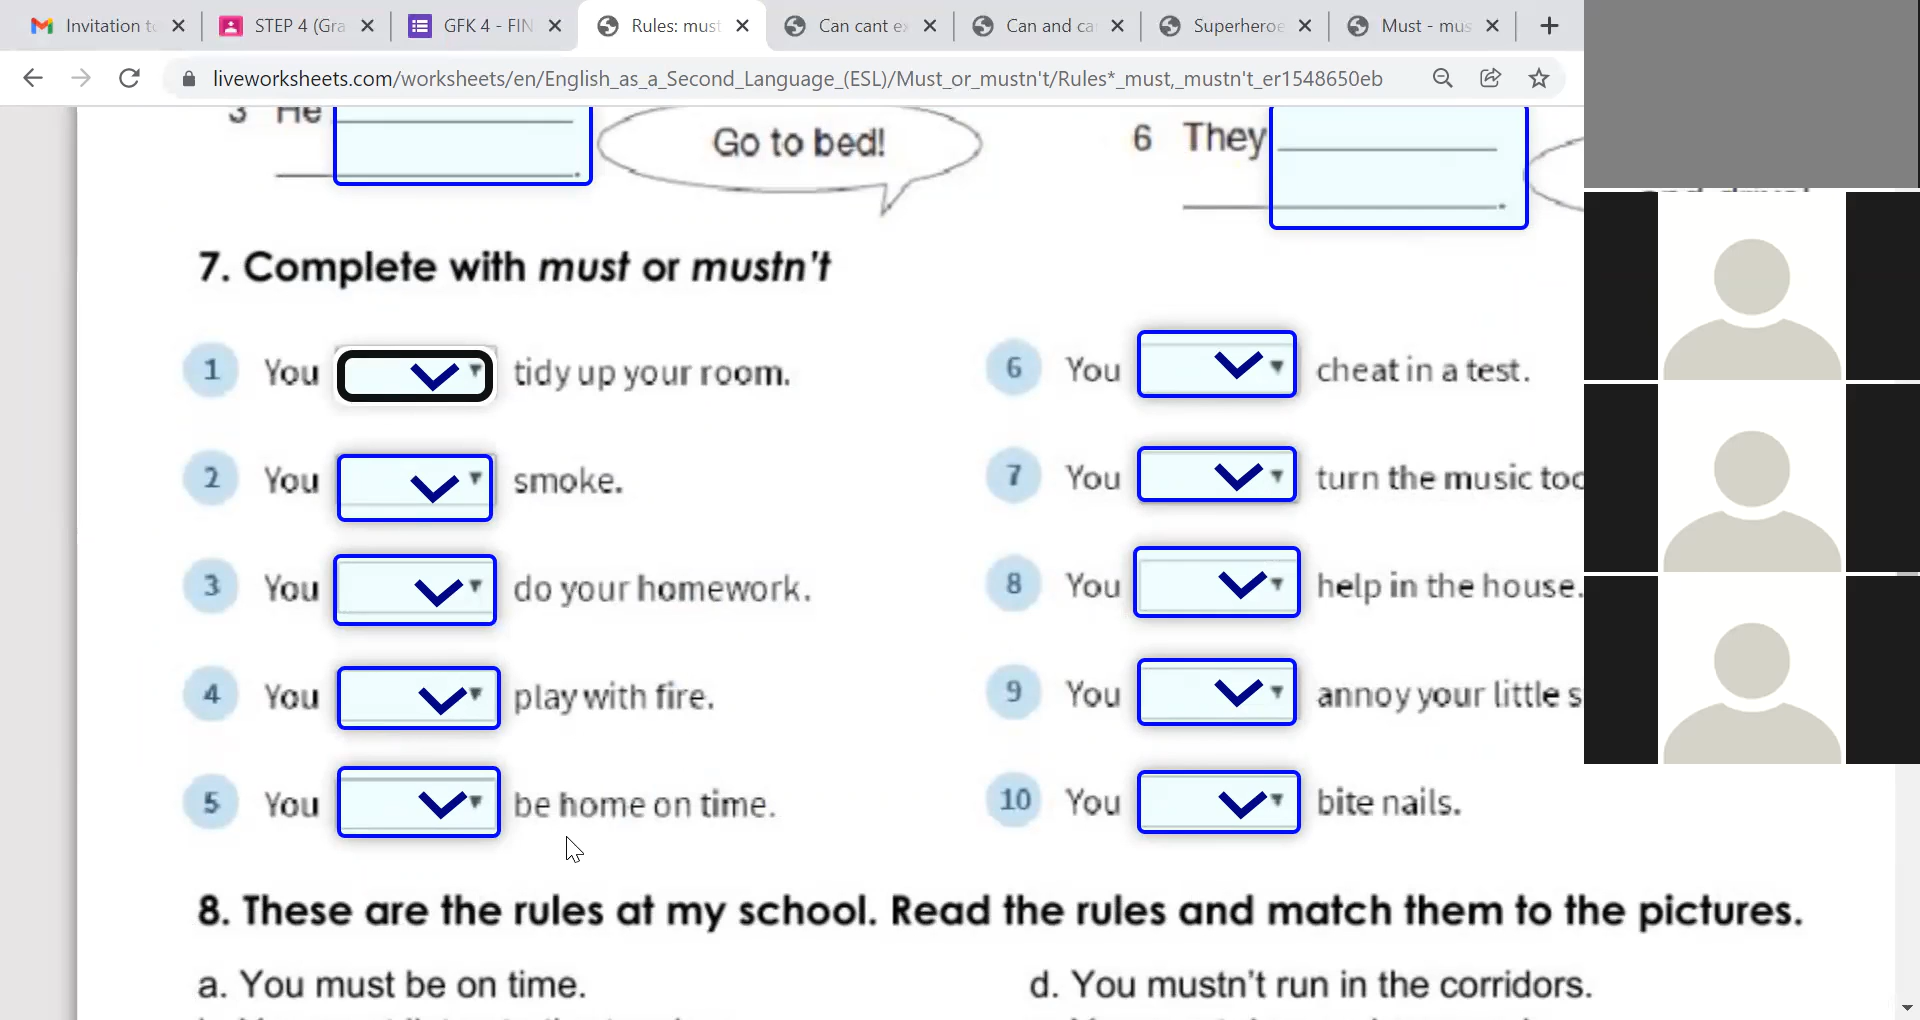 Invitation to
STEP 4 (Gra
GFK 4 - FIN
Rules: must
Can cant ex
Can and ca
Superheroe
Must - mus
liveworksheets.com/worksheets/en/English_as_a_Second_Language_(ESL)/Must_or_mustn't/Rules*_must,_mustn't_er1548650eb
3 He
Go to bed!
6 They
7. Complete with must or mustn't
1 You tidy up your room.
2 You smoke.
3 You do your homework.
4 You play with fire.
5 You be home on time.
6 You cheat in a test.
7 You turn the music too
8 You help in the house.
9 You annoy your little s
10 You bite nails.
8. These are the rules at my school. Read the rules and match them to the pictures.
a. You must be on time.
d. You mustn't run in the corridors.